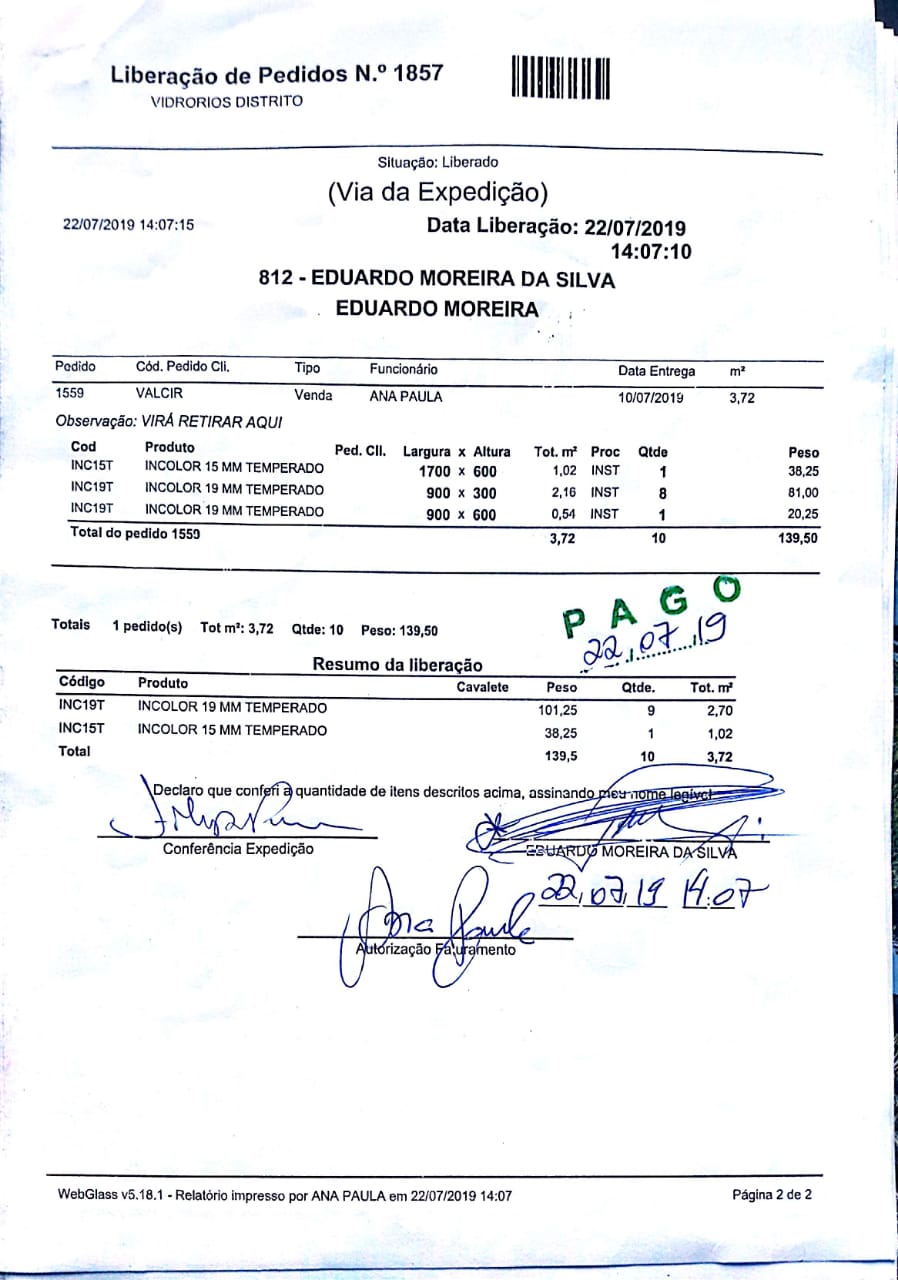 Liberação de Pedidos N.º 1857
VIDRORIOS DISTRITO
Situação: Liberado
(Via da Expedição)
22/07/2019 14:07:15 Data Liberação: 22/07/2019
14:07:10
812 - EDUARDO MOREIRA DA SILVA
EDUARDO MOREIRA
Pedido Cód. Pedido Cli. Tipo Funcionário Data Entrega m²
1559 VALCIR Venda ANA PAULA 10/07/2019 3,72
Observação: VIRÁ RETIRAR AQUI
Cod Produto Ped. Cli. Largura x Altura Tot. m² Proc Qtde Peso
INC15T INCOLOR 15 MM TEMPERADO 1700 x 600 1,02 INST 1 38,25
INC19T INCOLOR 19 MM TEMPERADO 900 x 300 2,16 INST 8 81,00
INC19T INCOLOR 19 MM TEMPERADO 900 x 600 0,54 INST 1 20,25
Total do pedido 1559 3,72 10 139,50
PAGO
22,07,19
Totais 1 pedido(s) Tot m²: 3,72 Qtde: 10 Peso: 139,50
Resumo da liberação
Código Produto Cavalete Peso Qtde. Tot. m²
INC19T INCOLOR 19 MM TEMPERADO 101,25 9 2,70
INC15T INCOLOR 15 MM TEMPERADO 38,25 1 1,02
Total 139,5 10 3,72
Declaro que conferi a quantidade de itens descritos acima, assinando meu nome legível
Conferência Expedição EDUARDO MOREIRA DA SILVA
22,07,19 14:07
Ana Paula
Autorização Faturamento
WebGlass v5.18.1 - Relatório impresso por ANA PAULA em 22/07/2019 14:07 Página 2 de 2